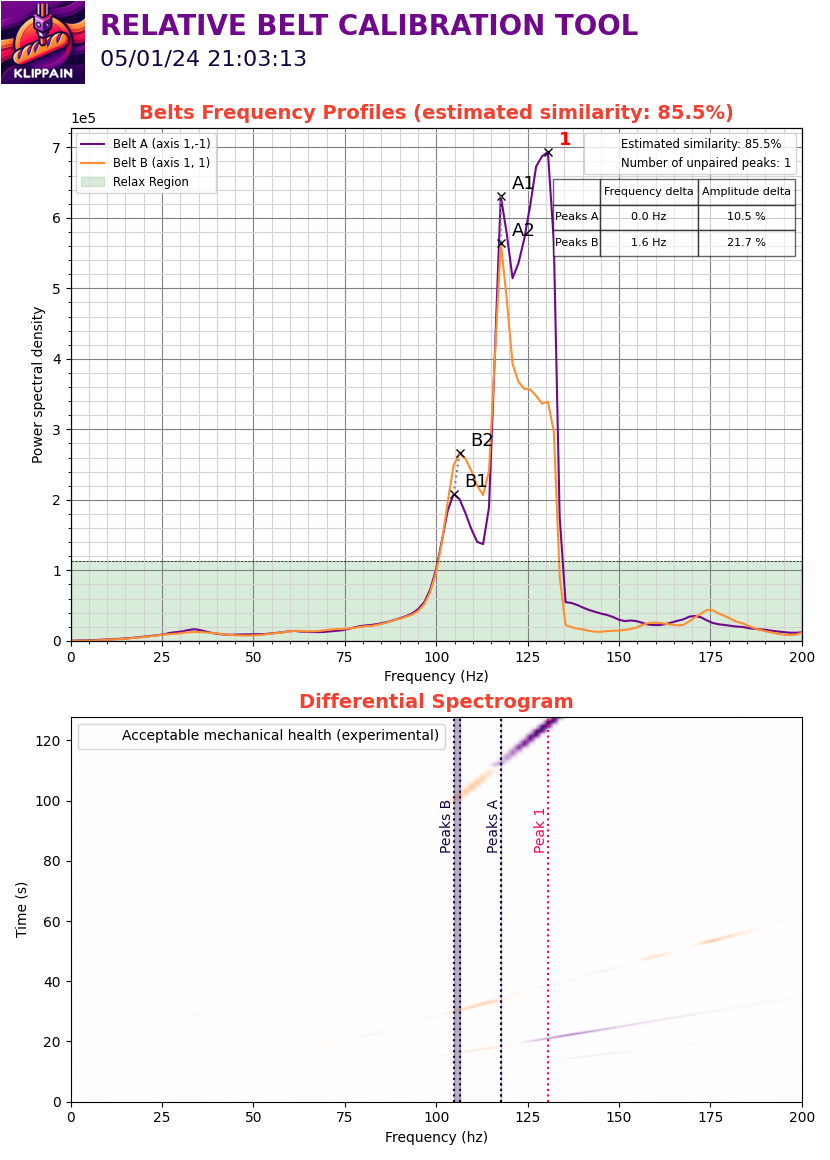 KLIPPAIN
RELATIVE BELT CALIBRATION TOOL
05/01/24 21:03:13
Belts Frequency Profiles (estimated similarity: 85.5%)
1e5
Belt A (axis 1,-1)
Belt B (axis 1, 1)
Relax Region
Estimated similarity: 85.5%
Number of unpaired peaks: 1
Frequency delta Amplitude delta
Peaks A 0.0 Hz 10.5 %
Peaks B 1.6 Hz 21.7 %
1
A1
A2
B2
B1
7
6
5
4
3
2
1
0
Power spectral density
0 25 50 75 100 125 150 175 200
Frequency (Hz)
Differential Spectrogram
Acceptable mechanical health (experimental)
Peaks B
Peaks A
Peak 1
120
100
80
60
40
20
0
Time (s)
0 25 50 75 100 125 150 175 200
Frequency (hz)